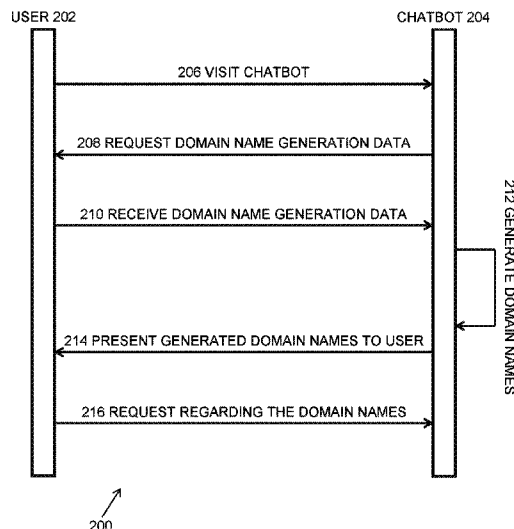 USER 202
CHATBOT 204
206 VISIT CHATBOT
208 REQUEST DOMAIN NAME GENERATION DATA
210 RECEIVE DOMAIN NAME GENERATION DATA
212 GENERATE DOMAIN NAMES
214 PRESENT GENERATED DOMAIN NAMES TO USER
216 REQUEST REGARDING THE DOMAIN NAMES
200